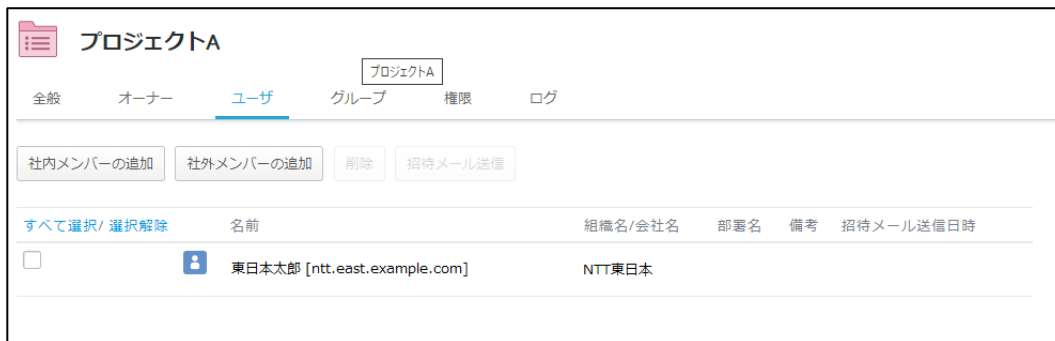 プロジェクトA
プロジェクトA
全般 オーナー ユーザ グループ 権限 ログ
社内メンバーの追加 社外メンバーの追加 削除 招待メール送信
すべて選択/ 選択解除 名前 組織名/会社名 部署名 備考 招待メール送信日時
東日本太郎 [ntt.east.example.com] NTT東日本